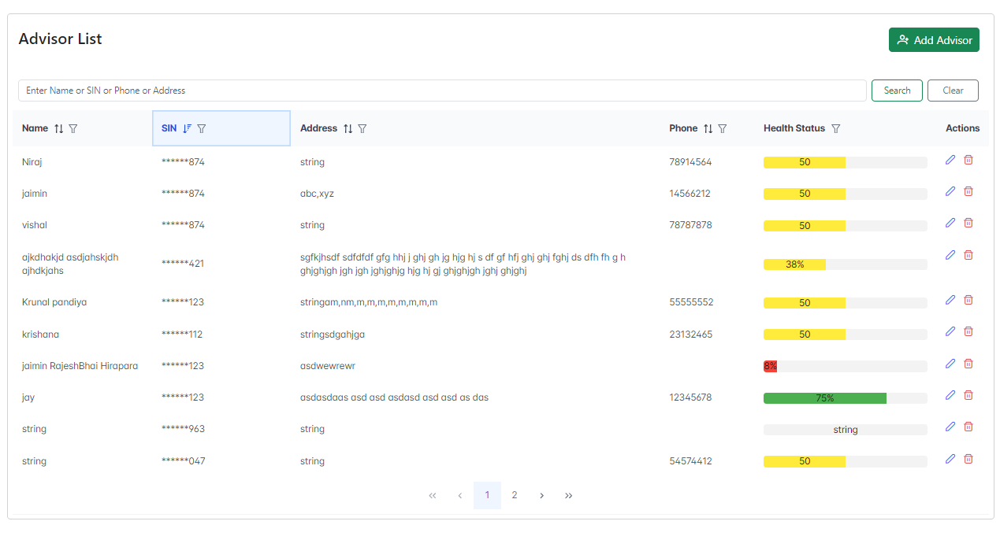 Advisor List
Add Advisor
Enter Name or SIN or Phone or Address
Search
Clear
Name SIN Address Phone Health Status Actions
Niraj ******874 string 78914564 50
jaimin ******874 abc,xyz 14566212 50
vishal ******874 string 78787878 50
ajkdhakjd asdjahskjdh ajhdkjahs ******421 sgfkjhsdf sdfdfdf gfg hhj j ghj gh jg hjg hj s df gf hfj ghj ghj fghj ds dfh fh g h ghjghjgh jgh jgh jghjghjg hjg hj gj ghjghjgh jghj ghjghj 38%
Krunal pandiya ******123 stringam,nm,m,m,m,m,m,m,m,m 55555552 50
krishana ******112 stringsdgahjga 23132465 50
jaimin RajeshBhai Hirapara ******123 asdwewrewr 8%
jay ******123 asdasdaas asd asd asdasd asd asd as das 12345678 75%
string ******963 string string
string ******047 string 54574412 50
« ‹ 1 2 › »